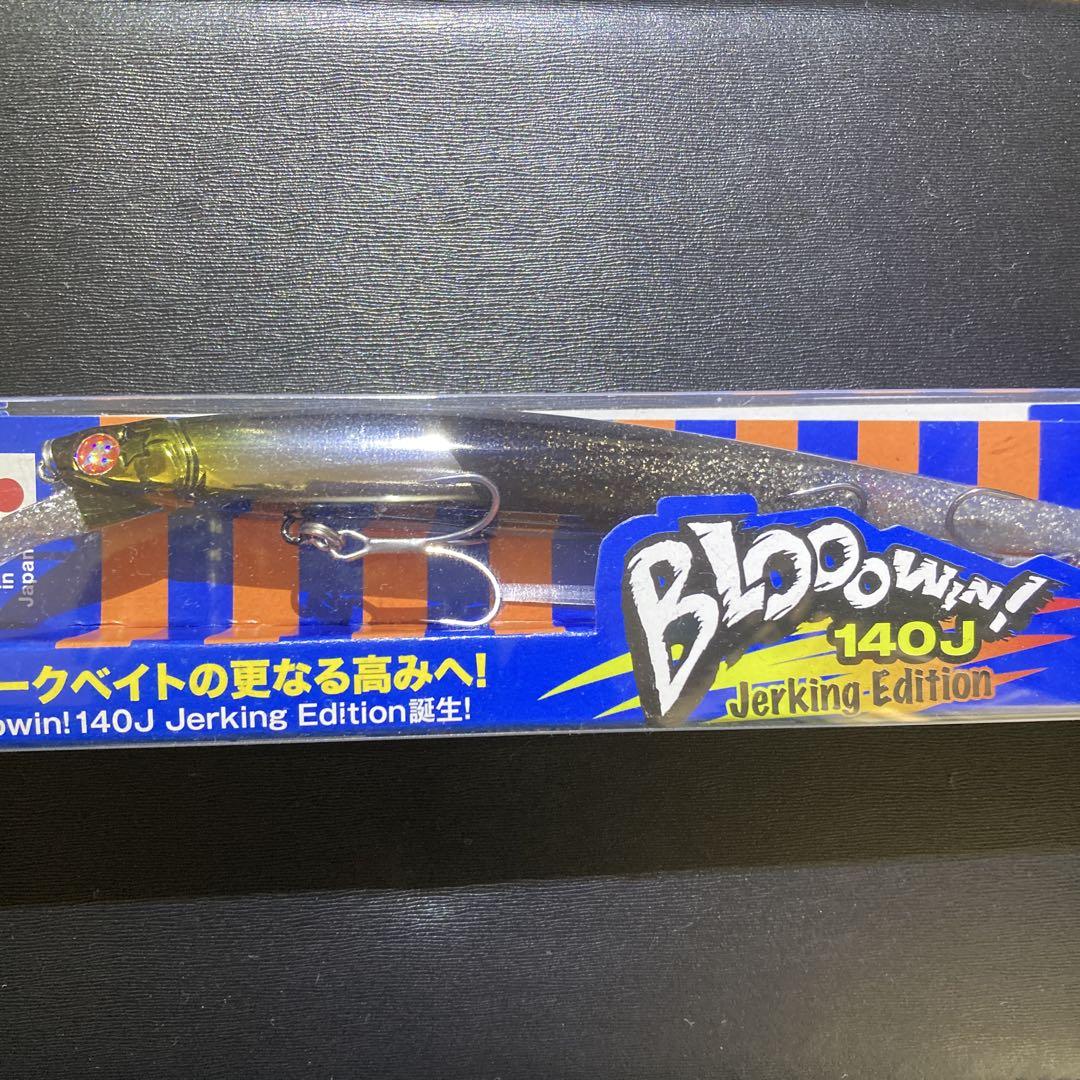 in
Japan
ークベイトの更なる高みへ!
owin! 140J Jerking Edition誕生!
BLOOOWIN!
140J
Jerking Edition